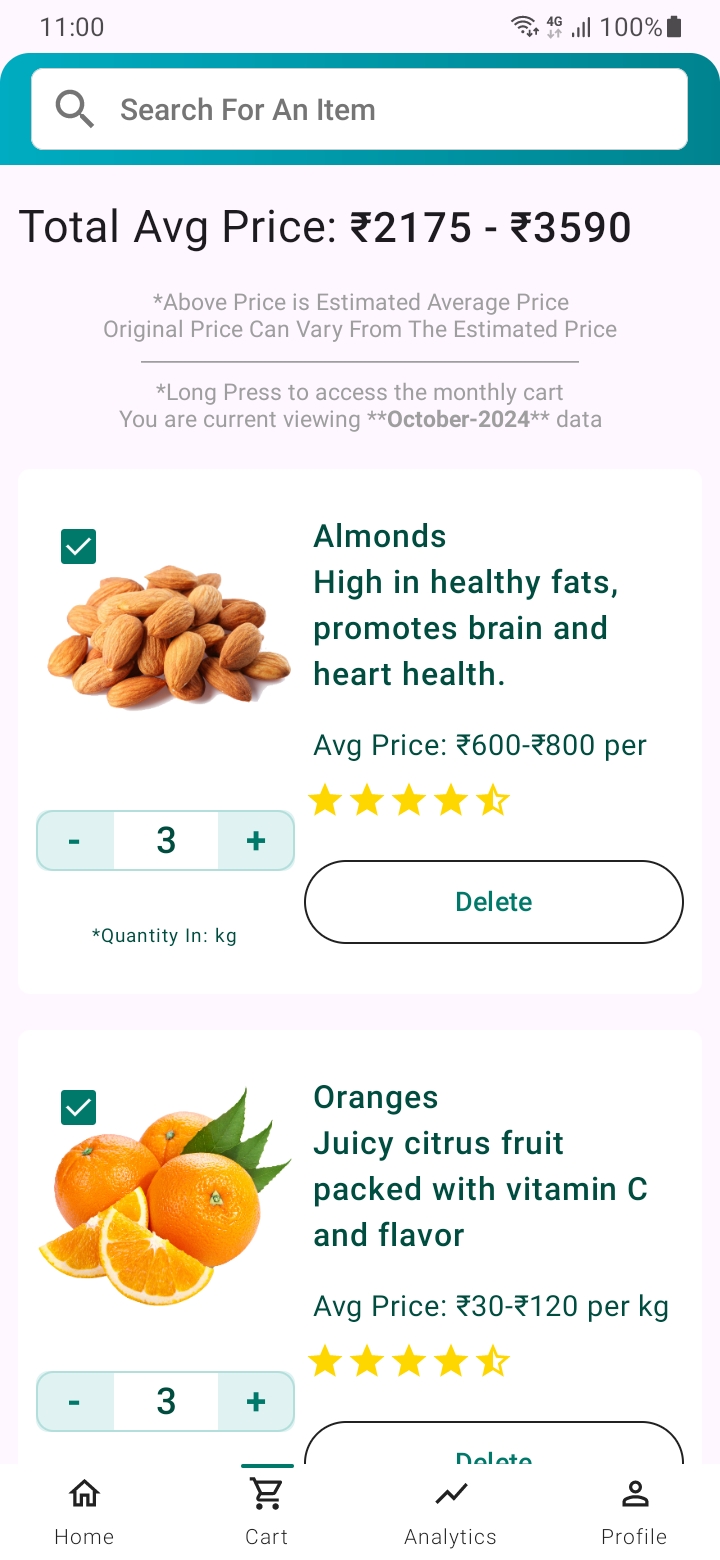 11:00
4G
100%
Search For An Item
Total Avg Price: ₹2175 - ₹3590
*Above Price is Estimated Average Price
Original Price Can Vary From The Estimated Price
*Long Press to access the monthly cart
You are current viewing **October-2024** data
Almonds
High in healthy fats,
promotes brain and
heart health.
Avg Price: ₹600-₹800 per
- 3 +
Delete
*Quantity In: kg
Oranges
Juicy citrus fruit
packed with vitamin C
and flavor
Avg Price: ₹30-₹120 per kg
- 3 +
Delete
Home
Cart
Analytics
Profile